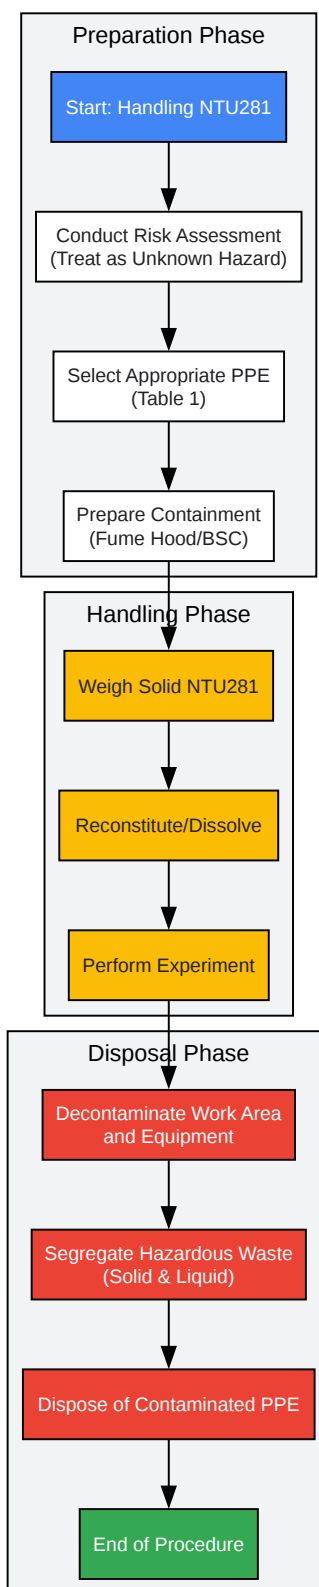 Preparation Phase
Start: Handling NTU281
Conduct Risk Assessment
(Treat as Unknown Hazard)
Select Appropriate PPE
(Table 1)
Prepare Containment
(Fume Hood/BSC)
Handling Phase
Weigh Solid NTU281
Reconstitute/Dissolve
Perform Experiment
Disposal Phase
Decontaminate Work Area
and Equipment
Segregate Hazardous Waste
(Solid & Liquid)
Dispose of Contaminated PPE
End of Procedure